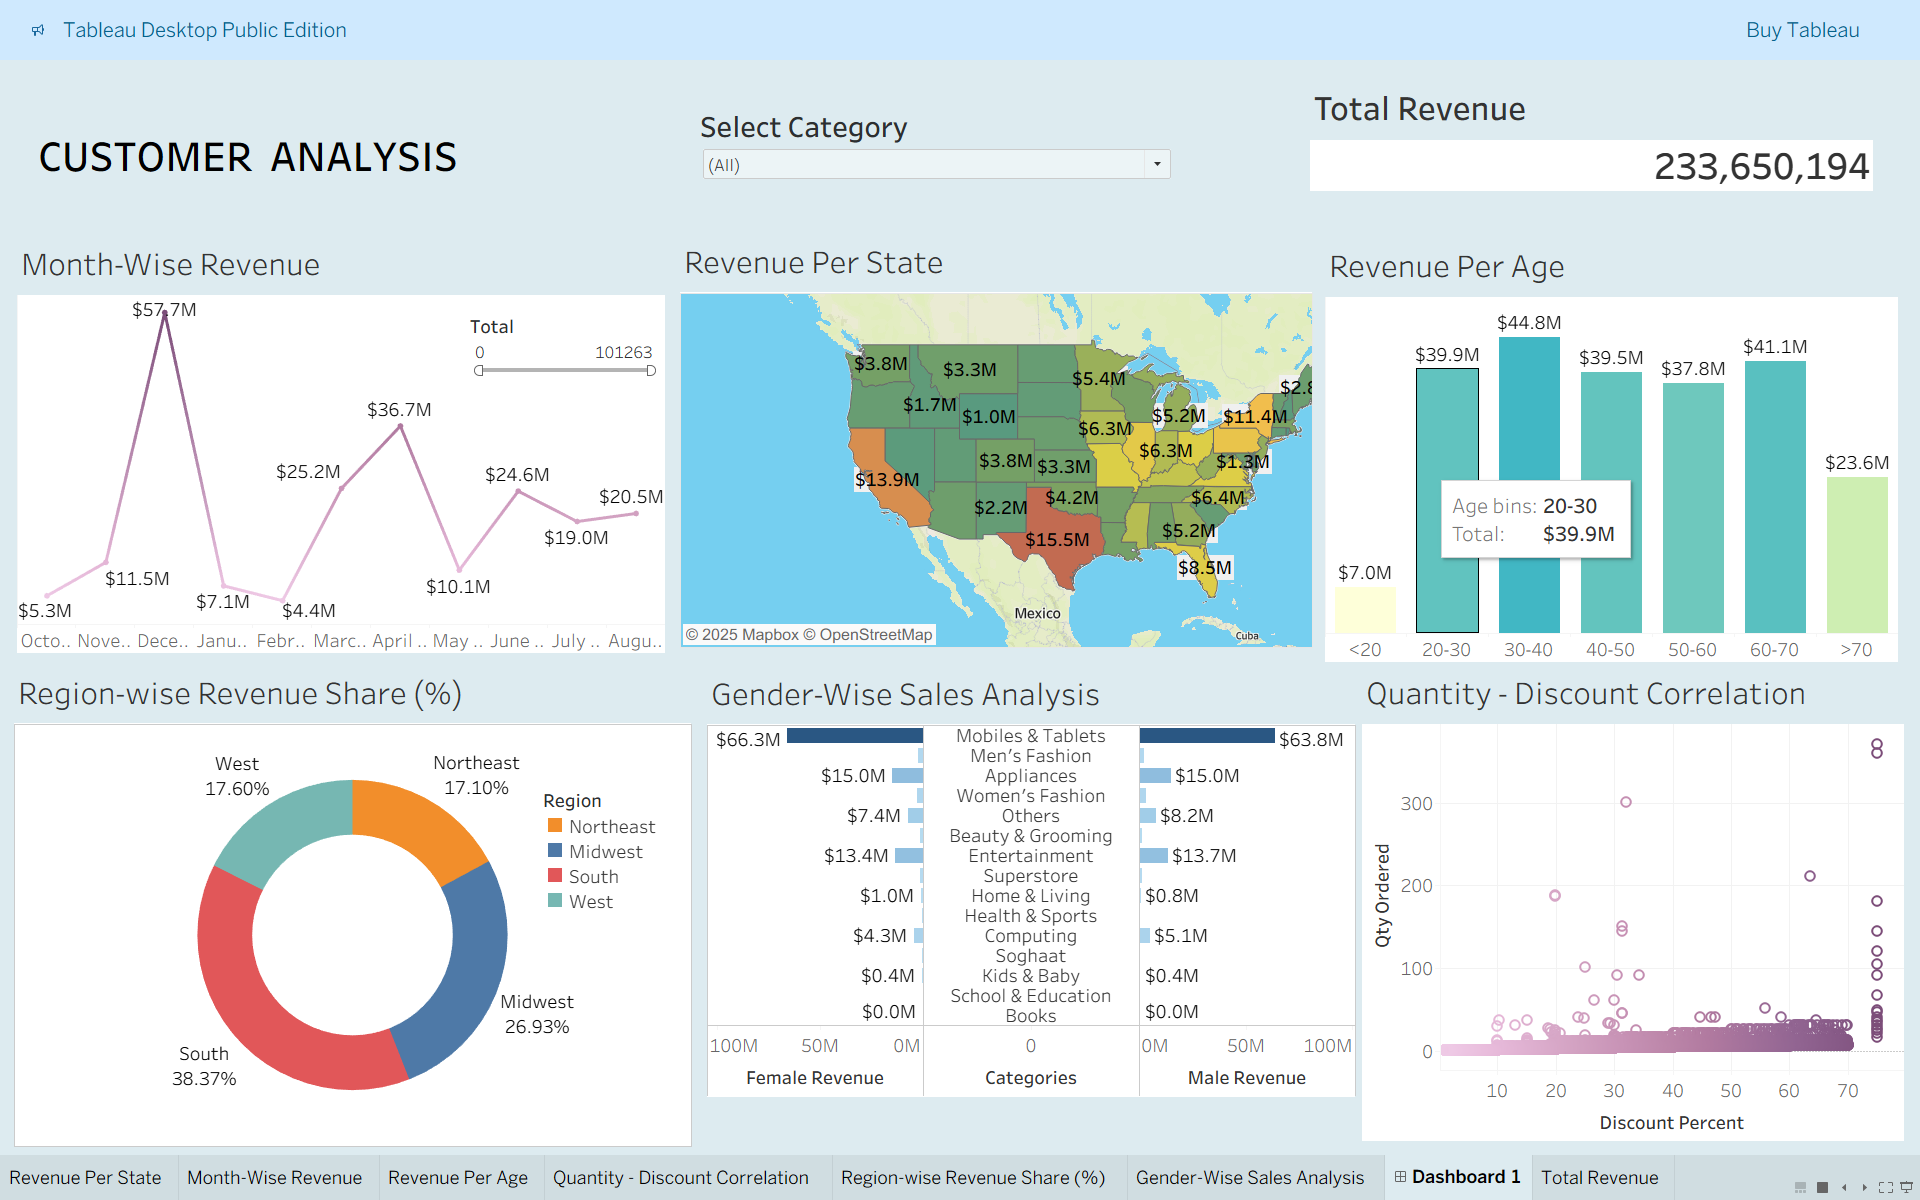 Tableau Desktop Public Edition
Buy Tableau
CUSTOMER ANALYSIS
Select Category
(All)
Total Revenue
233,650,194
Month-Wise Revenue
$57.7M
Total
0 101263
$36.7M
$25.2M
$24.6M
$20.5M
$19.0M
$11.5M
$10.1M
$7.1M
$5.3M
$4.4M
Octo.. Nove.. Dece.. Janu.. Febr.. Marc.. April .. May .. June .. July .. Augu..
Revenue Per State
$3.8M
$3.3M
$5.4M
$2.8
$1.7M
$1.0M
$5.2M
$11.4M
$6.3M
$6.3M
$3.8M
$3.3M
$1.3M
$13.9M
$4.2M
$6.4M
$2.2M
$15.5M
$5.2M
$8.5M
Mexico
Cuba
© 2025 Mapbox © OpenStreetMap
Revenue Per Age
$44.8M
$39.9M
$39.5M
$37.8M
$41.1M
$23.6M
$7.0M
Age bins: 20-30
Total: $39.9M
<20 20-30 30-40 40-50 50-60 60-70 >70
Region-wise Revenue Share (%)
West
17.60%
Northeast
17.10%
Region
Northeast
Midwest
South
West
Midwest
26.93%
South
38.37%
Gender-Wise Sales Analysis
$66.3M Mobiles & Tablets $63.8M
Men's Fashion
$15.0M Appliances $15.0M
Women's Fashion
$7.4M Others $8.2M
Beauty & Grooming
$13.4M Entertainment $13.7M
Superstore
$1.0M Home & Living $0.8M
Health & Sports
$4.3M Computing $5.1M
Soghaat
$0.4M Kids & Baby $0.4M
School & Education
$0.0M Books $0.0M
100M 50M 0M 0 0M 50M 100M
Female Revenue Categories Male Revenue
Quantity - Discount Correlation
Qty Ordered
300
200
100
0
10 20 30 40 50 60 70
Discount Percent
Revenue Per State Month-Wise Revenue Revenue Per Age Quantity - Discount Correlation Region-wise Revenue Share (%) Gender-Wise Sales Analysis Dashboard 1 Total Revenue